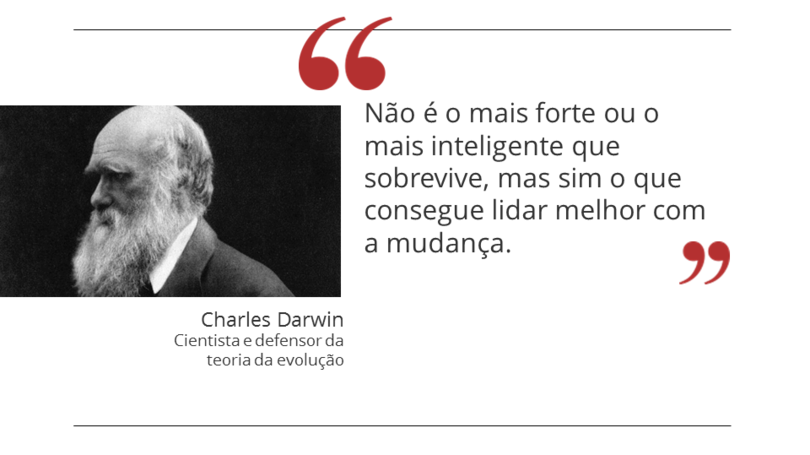 “
Não é o mais forte ou o
mais inteligente que
sobrevive, mas sim o que
consegue lidar melhor com
a mudança.
”
Charles Darwin
Cientista e defensor da
teoria da evolução